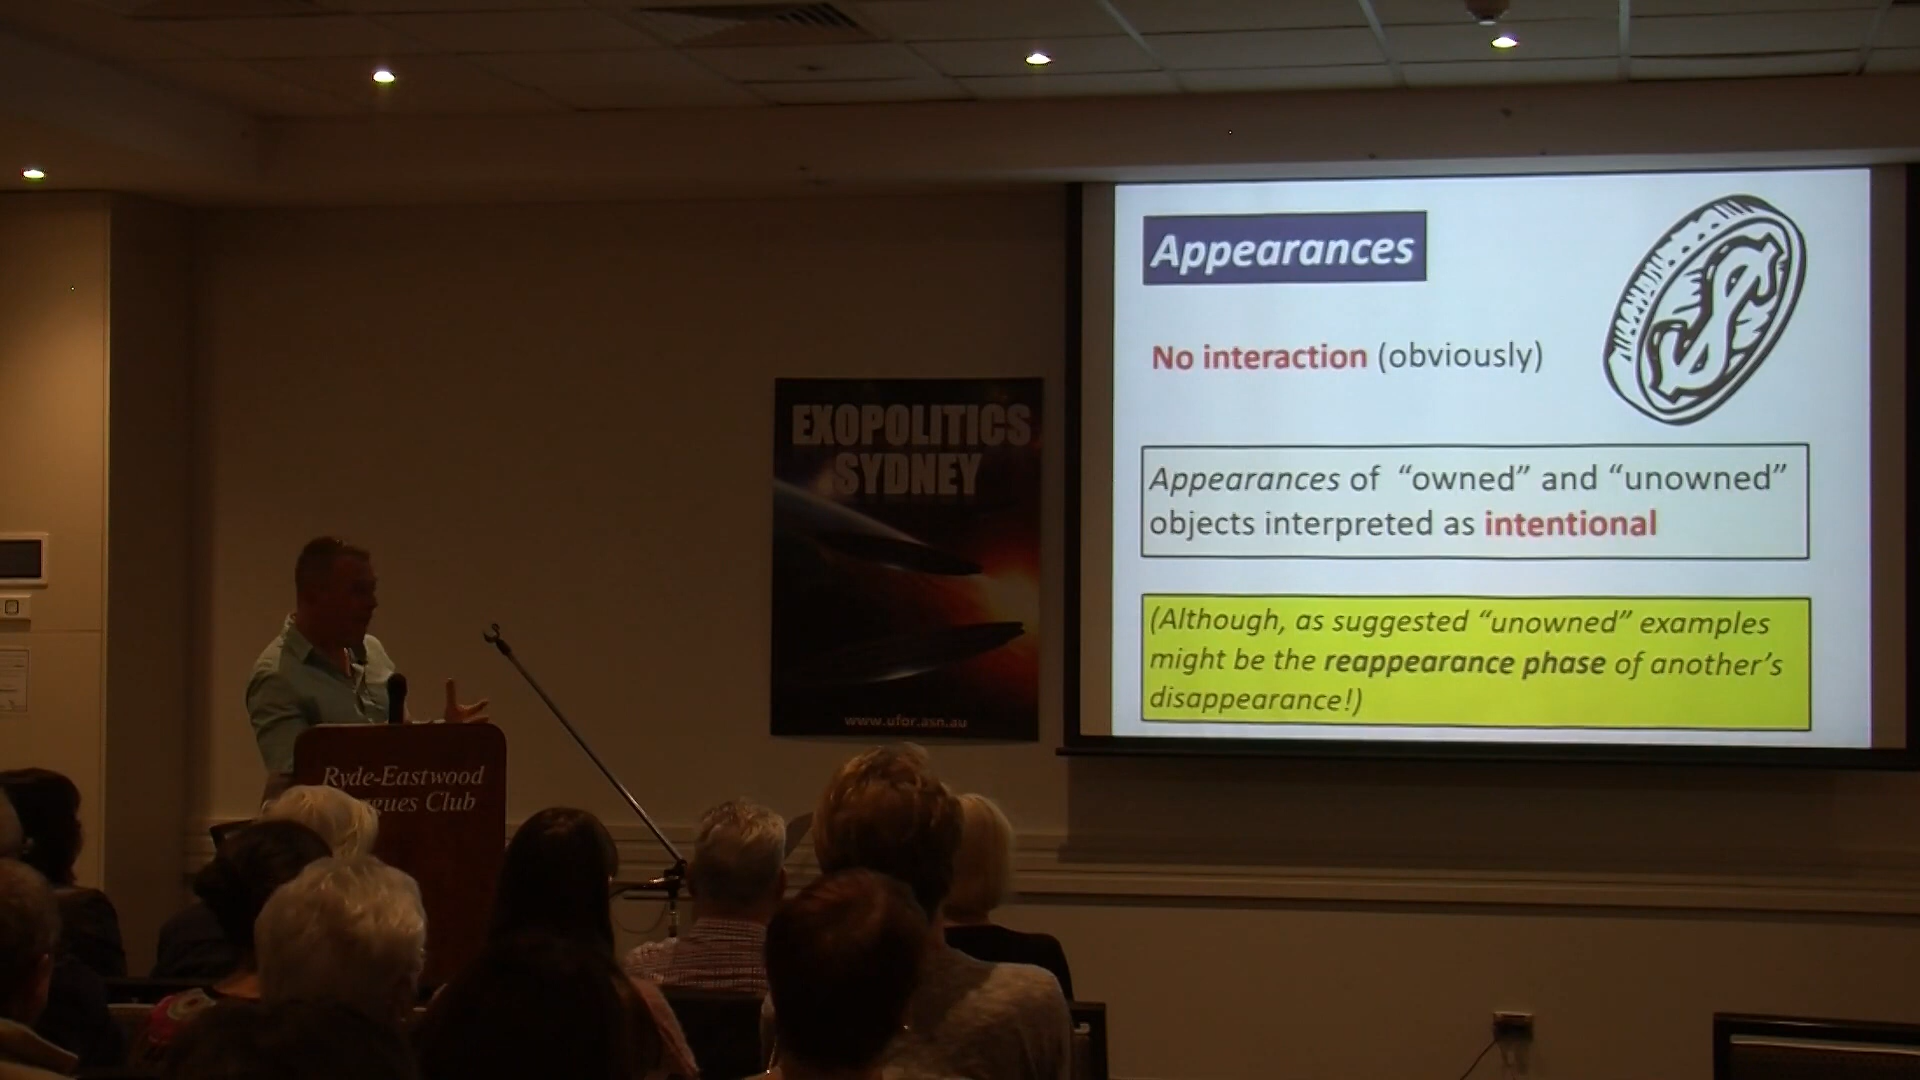 Appearances
No interaction (obviously)
Appearances of “owned” and “unowned”
objects interpreted as intentional
(Although, as suggested “unowned” examples
might be the reappearance phase of another’s
disappearance!)
EXOPOLITICS
SYDNEY
www.ufor.asn.au
Ryde-Eastwood
gues Club